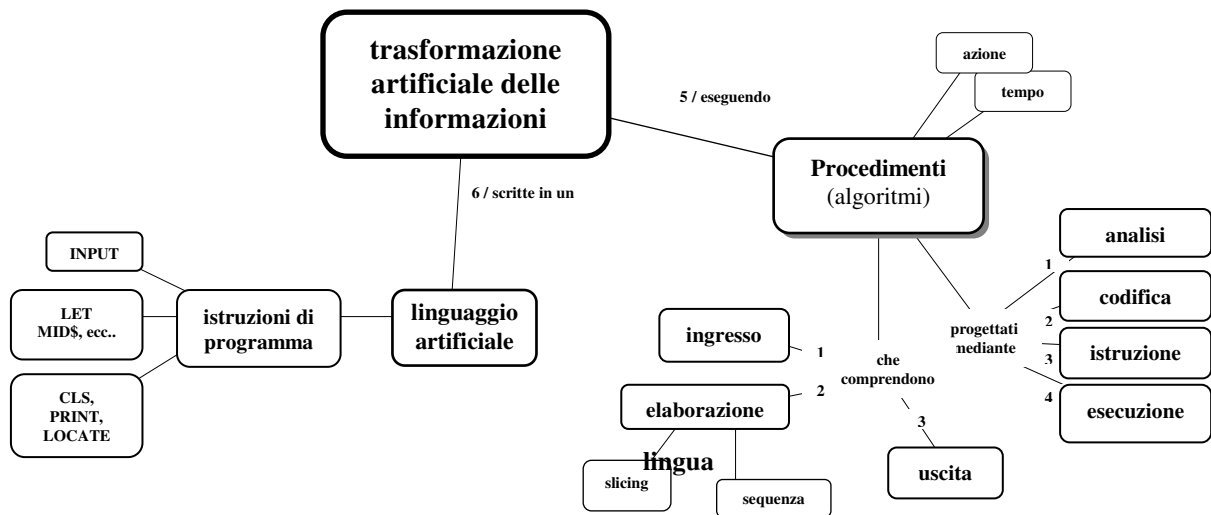 trasformazione
artificiale delle
informazioni
azione
tempo
5 / eseguendo
Procedimenti
(algoritmi)
6 / scritte in un
analisi
1
codifica
2
progettati
mediante
istruzione
3
esecuzione
4
INPUT
LET
MID$, ecc..
istruzioni di
programma
linguaggio
artificiale
CLS,
PRINT,
LOCATE
ingresso
1
che
comprendono
elaborazione
2
3
lingua
slicing
sequenza
uscita